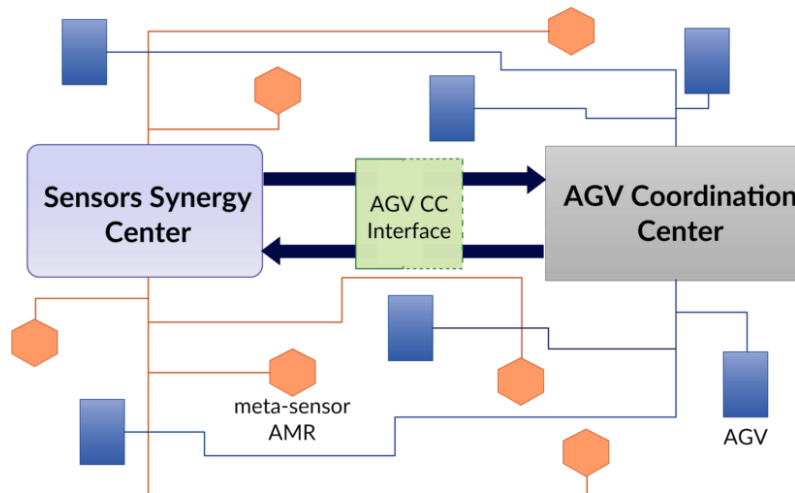 Sensors Synergy
Center
AGV CC
Interface
AGV Coordination
Center
meta-sensor
AMR
AGV